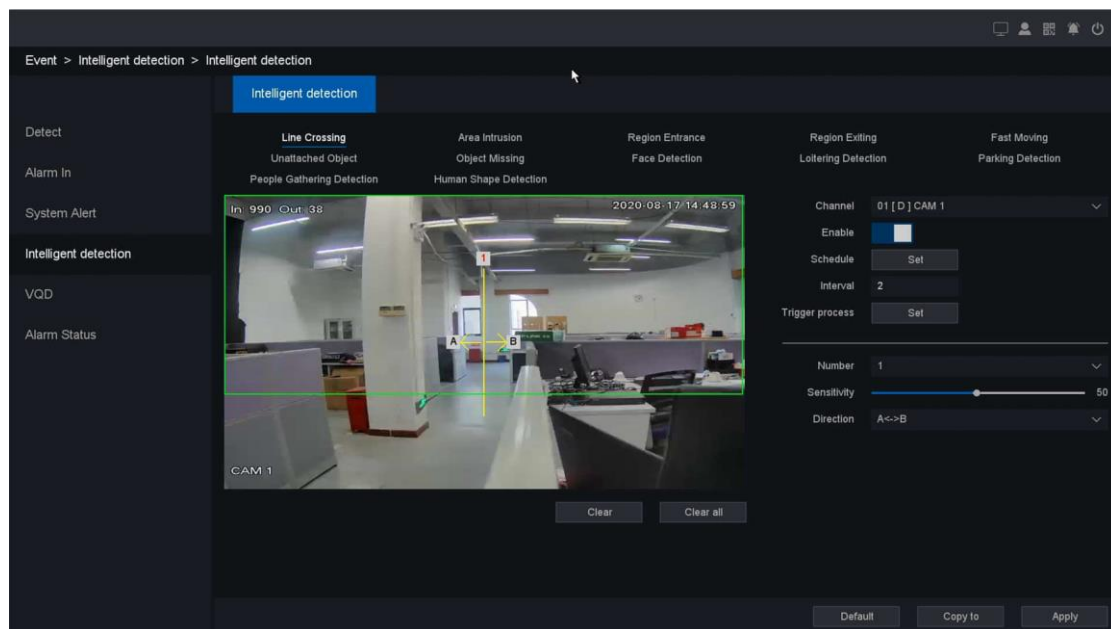 Event > Intelligent detection > Intelligent detection
Intelligent detection
Detect
Alarm In
System Alert
Intelligent detection
VQD
Alarm Status
Line Crossing Area Intrusion Region Entrance Region Exiting Fast Moving
Unattached Object Object Missing Face Detection Loitering Detection Parking Detection
People Gathering Detection Human Shape Detection
In 990 Out 38 2020-08-17 14:48:59
1
A B
CAM 1
Clear Clear all
Channel 01 [ D ] CAM 1
Enable
Schedule Set
Interval 2
Trigger process Set
Number 1
Sensitivity 50
Direction A<->B
Default Copy to Apply